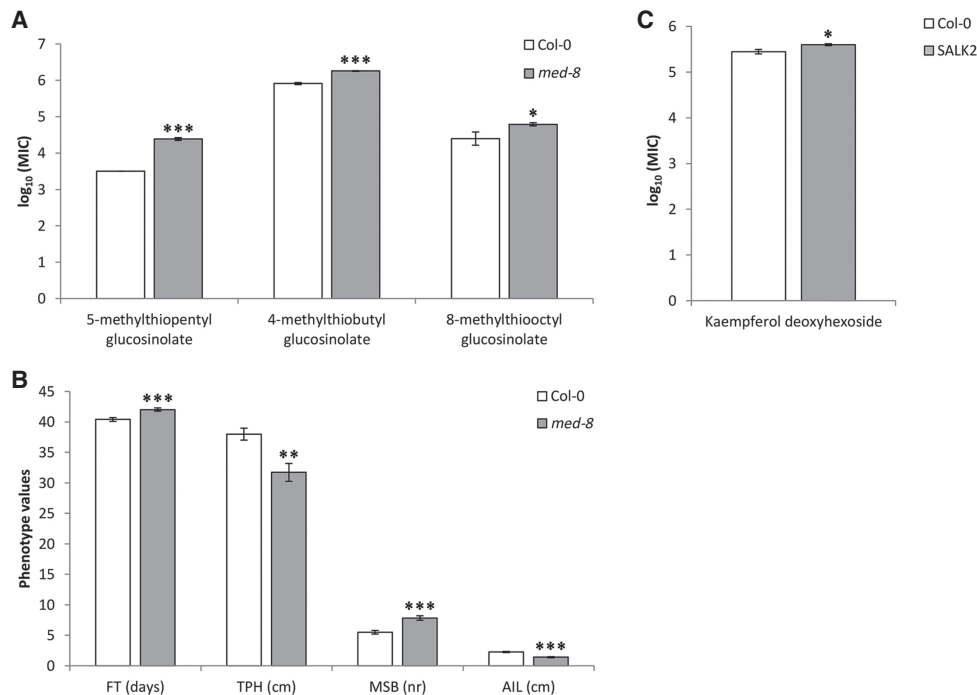 A
log10 (MIC)
7
6
5
4
3
2
1
0
***
***
*
Col-0
med-8
5-methylthiopentyl
glucosinolate
4-methylthiobutyl
glucosinolate
8-methylthiooctyl
glucosinolate
C
log10 (MIC)
6
5
4
3
2
1
0
*
Col-0
SALK2
Kaempferol deoxyhexoside
B
Phenotype values
45
40
35
30
25
20
15
10
5
0
***
**
***
***
Col-0
med-8
FT (days)
TPH (cm)
MSB (nr)
AIL (cm)